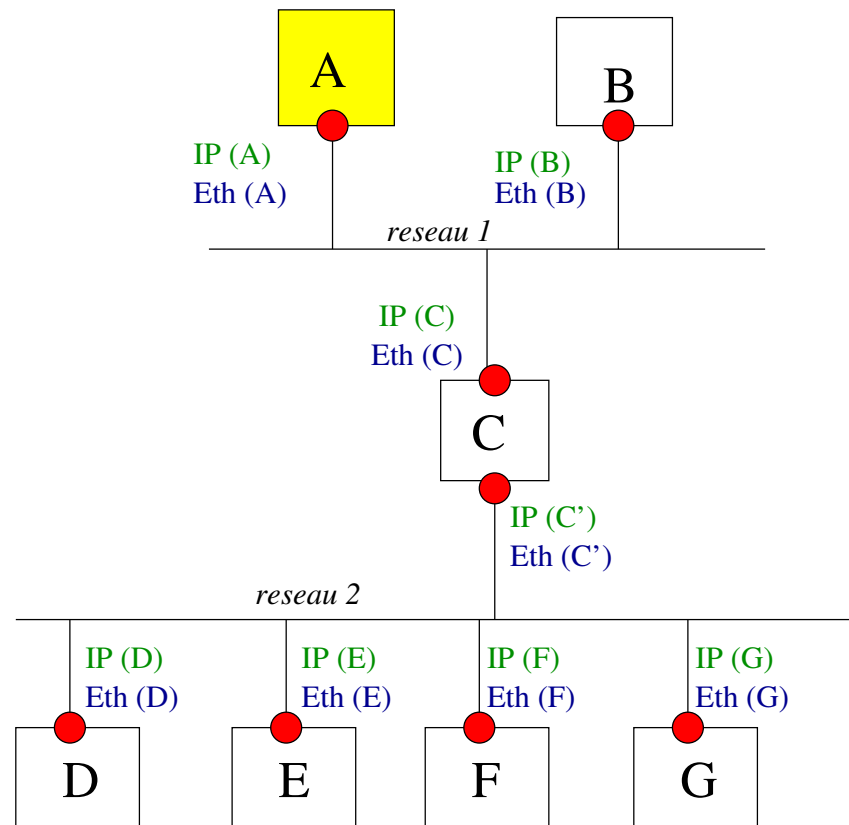 A
B
IP (A)
Eth (A)
IP (B)
Eth (B)
reseau 1
IP (C)
Eth (C)
C
IP (C’)
Eth (C’)
reseau 2
IP (D)
Eth (D)
IP (E)
Eth (E)
IP (F)
Eth (F)
IP (G)
Eth (G)
D
E
F
G